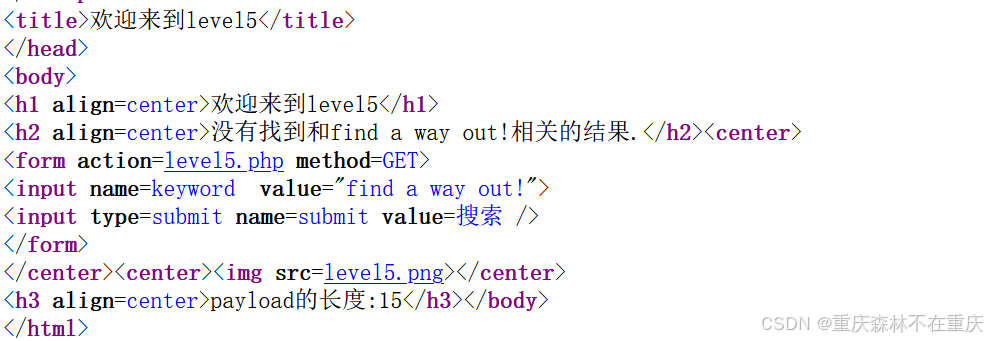 <title>欢迎来到level5</title>
</head>
<body>
<h1 align=center>欢迎来到level5</h1>
<h2 align=center>没有找到和find a way out!相关的结果.</h2><center>
<form action=level5.php method=GET>
<input name=keyword  value="find a way out!">
<input type=submit name=submit value=搜索 />
</form>
</center><center><img src=level5.png></center>
<h3 align=center>payload的长度:15</h3></body>
</html>
CSDN @重庆森林不在重庆